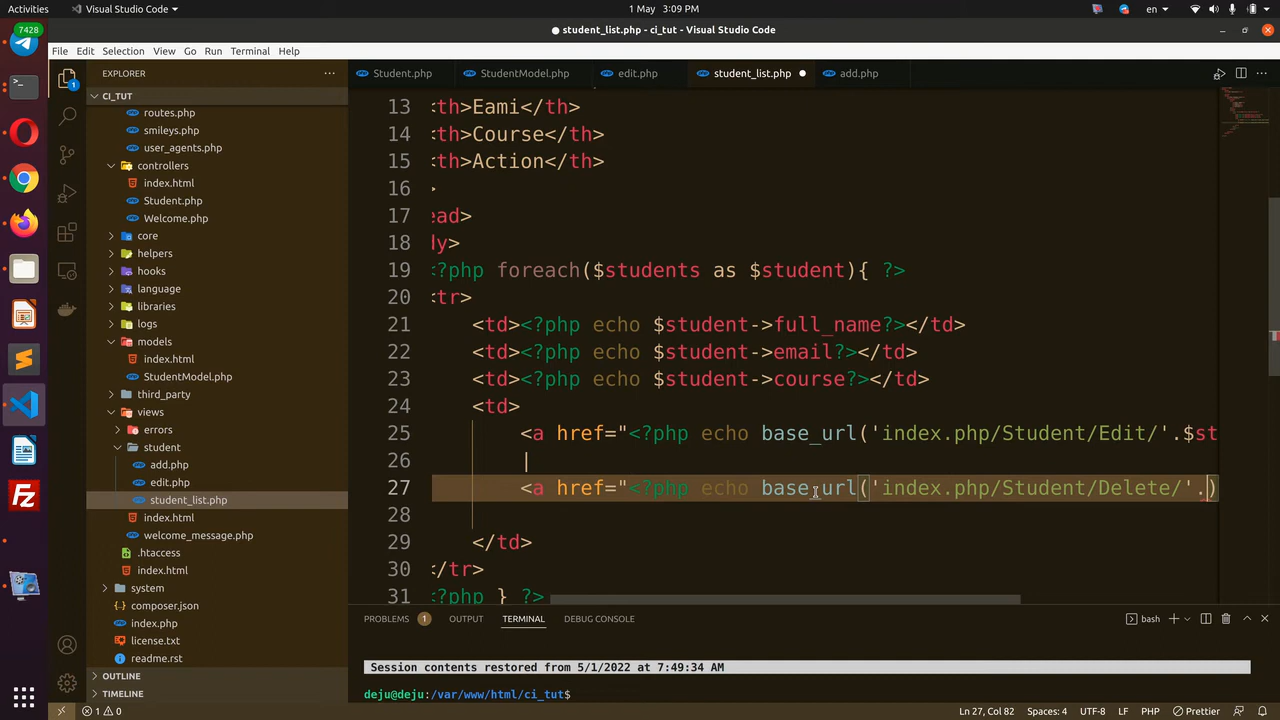 Activities
Visual Studio Code
1 May 3:09 PM
en
7428
student_list.php - ci_tut - Visual Studio Code
File Edit Selection View Go Run Terminal Help
1
EXPLORER
Student.php
StudentModel.php
edit.php
student_list.php
add.php
CI_TUT
routes.php
smileys.php
user_agents.php
controllers
index.html
Student.php
Welcome.php
core
helpers
hooks
language
libraries
logs
models
index.html
StudentModel.php
third_party
views
errors
student
add.php
edit.php
student_list.php
index.html
welcome_message.php
.htaccess
index.html
system
composer.json
index.php
license.txt
readme.rst
OUTLINE
TIMELINE
13 <th>Eami</th>
14 <th>Course</th>
15 <th>Action</th>
16 >
17 ead>
18 ly>
19 <?php foreach($students as $student){ ?>
20 <tr>
21 <td><?php echo $student->full_name?></td>
22 <td><?php echo $student->email?></td>
23 <td><?php echo $student->course?></td>
24 <td>
25 <a href="<?php echo base_url('index.php/Student/Edit/'.$st
26 |
27 <a href="<?php echo base_url('index.php/Student/Delete/'.)
28
29 </td>
30 </tr>
31 <?php } ?>
PROBLEMS 1 OUTPUT TERMINAL DEBUG CONSOLE
bash
Session contents restored from 5/1/2022 at 7:49:34 AM
deju@deju:/var/www/html/ci_tut$
1 0
Ln 27, Col 82 Spaces: 4 UTF-8 LF PHP Prettier